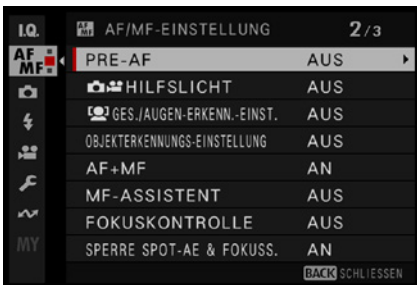 I.Q.
AF/MF-EINSTELLUNG 2/3
AF MF
PRE-AF AUS
HILFSLICHT AUS
GES./AUGEN-ERKENN.-EINST. AUS
OBJEKTERKENNUNGS-EINSTELLUNG AUS
AF+MF AN
MF-ASSISTENT AUS
FOKUSKONTROLLE AUS
MY
SPERRE SPOT-AE & FOKUSS. AN
BACK SCHLIESSEN